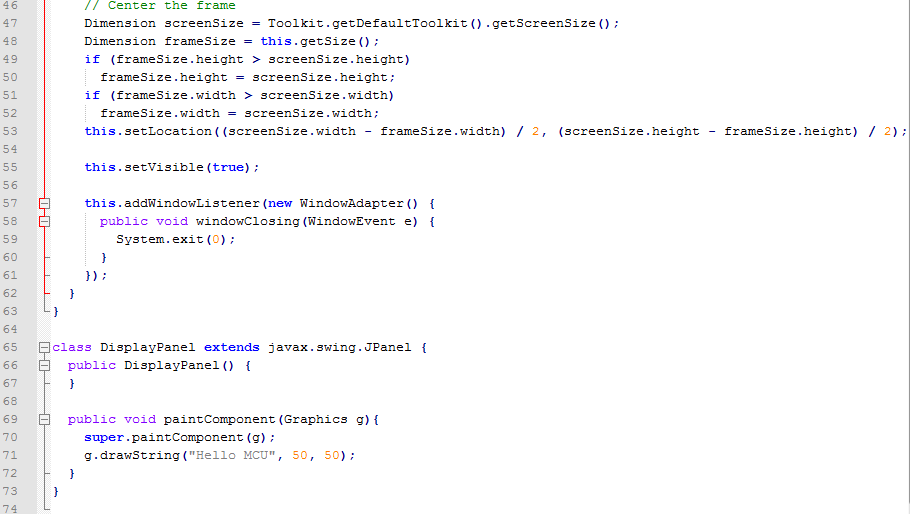 46 // Center the frame
47 Dimension screenSize = Toolkit.getDefaultToolkit().getScreenSize();
48 Dimension frameSize = this.getSize();
49 if (frameSize.height > screenSize.height)
50 frameSize.height = screenSize.height;
51 if (frameSize.width > screenSize.width)
52 frameSize.width = screenSize.width;
53 this.setLocation((screenSize.width - frameSize.width) / 2, (screenSize.height - frameSize.height) / 2);
54
55 this.setVisible(true);
56
57 this.addWindowListener(new WindowAdapter() {
58 public void windowClosing(WindowEvent e) {
59 System.exit(0);
60 }
61 });
62 }
63 }
64
65 class DisplayPanel extends javax.swing.JPanel {
66 public DisplayPanel() {
67 }
68
69 public void paintComponent(Graphics g){
70 super.paintComponent(g);
71 g.drawString("Hello MCU", 50, 50);
72 }
73 }
74